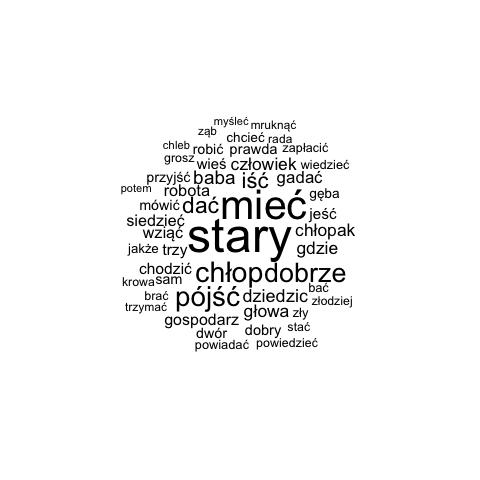 myśleć mruknąć
ząb chcieć rada
chleb robić prawda zapłacić
grosz wieś człowiek wiedzieć
przyjść baba iść gadać
potem robota gęba
mówić dać mieć jeść
siedzieć stary chłopak
wziąć
jakże trzy gdzie
chodzić chłop dobrze
krowa sam bać
brać pójść dziedzic złodziej
trzymać głowa zły
gospodarz dobry stać
dwór
powiadać powiedzieć